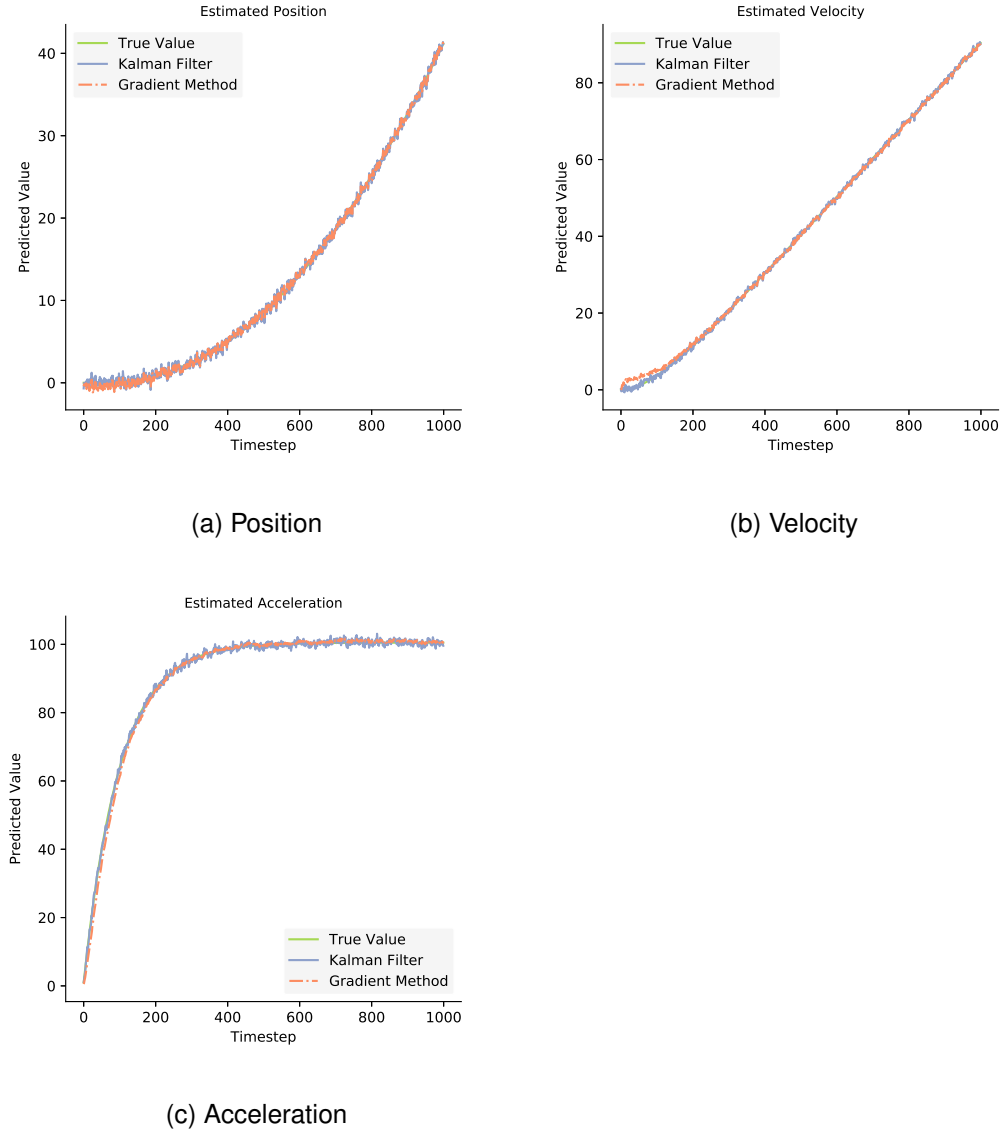 Estimated Position
True Value
Kalman Filter
Gradient Method
Predicted Value
40
30
20
10
0
0 200 400 600 800 1000
Timestep
(a) Position
Estimated Velocity
True Value
Kalman Filter
Gradient Method
Predicted Value
80
60
40
20
0
0 200 400 600 800 1000
Timestep
(b) Velocity
Estimated Acceleration
Predicted Value
100
80
60
40
20
0
True Value
Kalman Filter
Gradient Method
0 200 400 600 800 1000
Timestep
(c) Acceleration